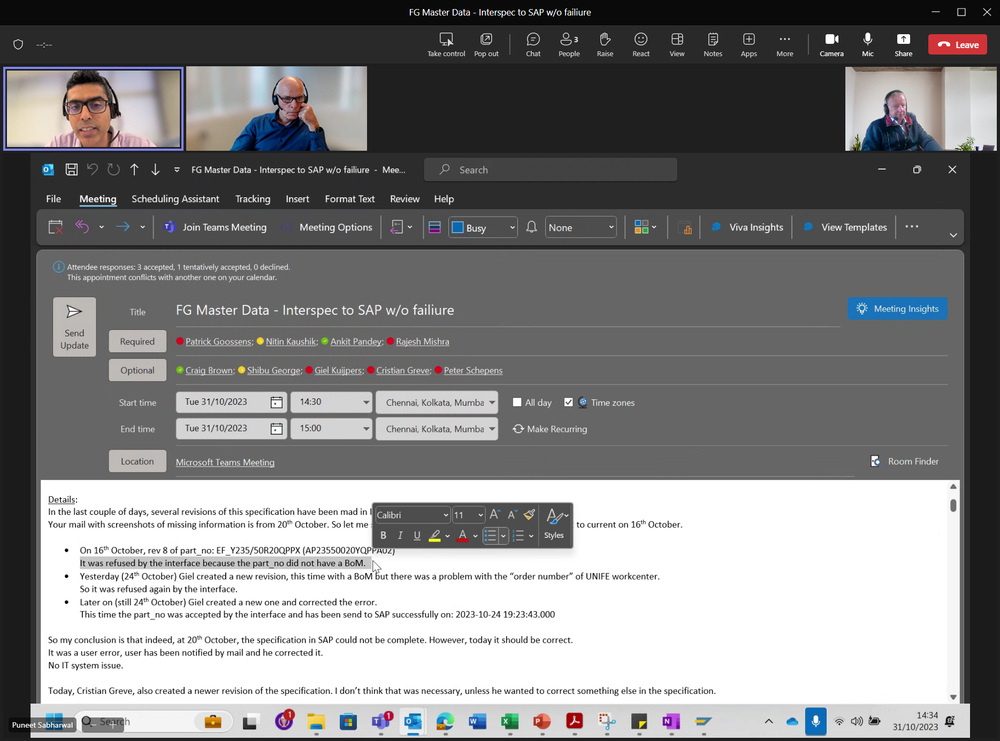 FG Master Data - Interspec to SAP w/o failiure
--:--
Take control
Pop out
Chat
3
People
Raise
React
View
Notes
Apps
More
Camera
Mic
Share
Leave
FG Master Data - Interspec to SAP w/o failiure - Mee...
Search
File
Meeting
Scheduling Assistant
Tracking
Insert
Format Text
Review
Help
Join Teams Meeting
Meeting Options
Busy
None
Viva Insights
View Templates
Attendee responses: 3 accepted, 1 tentatively accepted, 0 declined.
This appointment conflicts with another one on your calendar.
Send Update
Title
FG Master Data - Interspec to SAP w/o failiure
Meeting Insights
Required
Patrick Goossens; Nitin Kaushik; Ankit Pandey; Rajesh Mishra
Optional
Craig Brown; Shibu George; Giel Kuijpers; Cristian Greve; Peter Schepens
Start time
Tue 31/10/2023
14:30
Chennai, Kolkata, Mumba
All day
Time zones
End time
Tue 31/10/2023
15:00
Chennai, Kolkata, Mumba
Make Recurring
Location
Microsoft Teams Meeting
Room Finder
Details:
In the last couple of days, several revisions of this specification have been mad in
Your mail with screenshots of missing information is from 20th October. So let me to current on 16th October.
Calibri
11
Styles
• On 16th October, rev 8 of part_no: EF_Y235/50R20QPPX (AP23550020YQPPA02)
It was refused by the interface because the part_no did not have a BoM.
• Yesterday (24th October) Giel created a new revision, this time with a BoM but there was a problem with the “order number” of UNIFE workcenter.
So it was refused again by the interface.
• Later on (still 24th October) Giel created a new one and corrected the error.
This time the part_no was accepted by the interface and has been send to SAP successfully on: 2023-10-24 19:23:43.000
So my conclusion is that indeed, at 20th October, the specification in SAP could not be complete. However, today it should be correct.
It was a user error, user has been notified by mail and he corrected it.
No IT system issue.
Today, Cristian Greve, also created a newer revision of the specification. I don’t think that was necessary, unless he wanted to correct something else in the specification.
Puneet Sabharwal
Search
1
1
14:34
31/10/2023